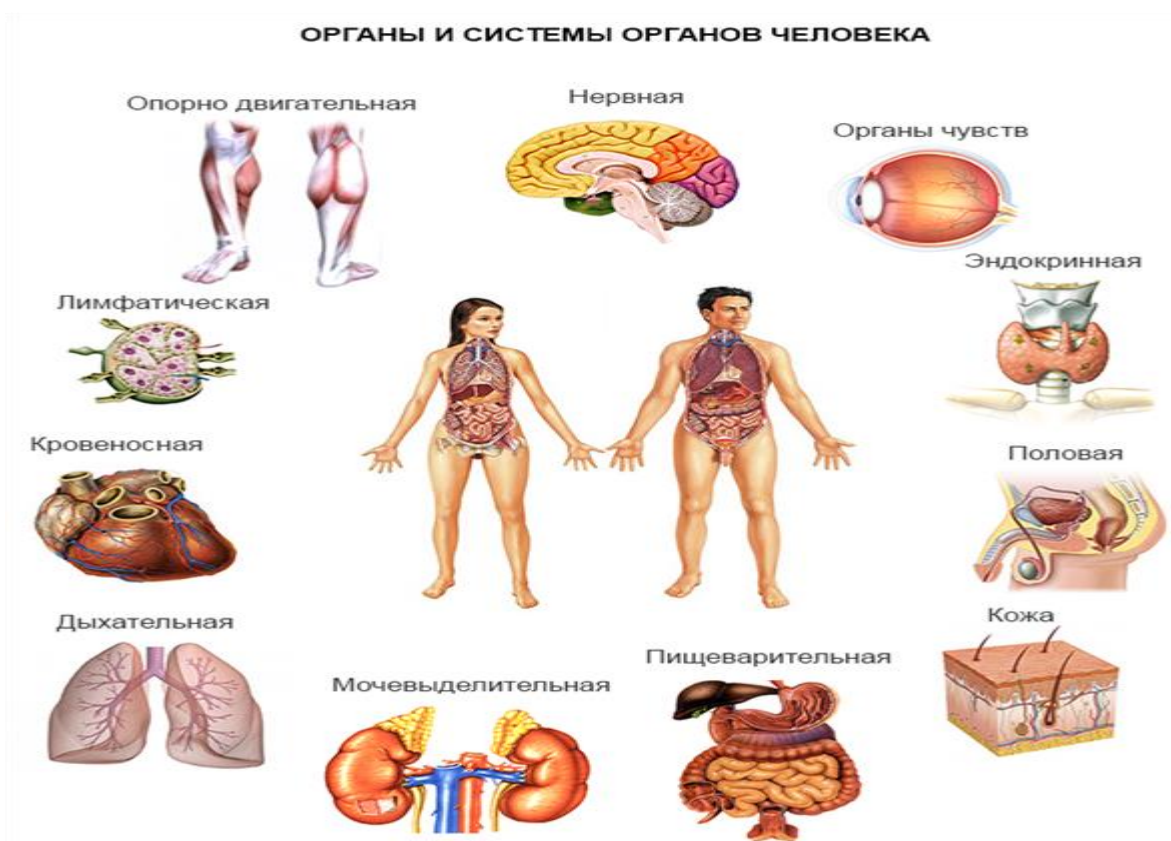 ОРГАНЫ И СИСТЕМЫ ОРГАНОВ ЧЕЛОВЕКА
Опорно двигательная
Нервная
Органы чувств
Эндокринная
Лимфатическая
Кровеносная
Половая
Дыхательная
Кожа
Пищеварительная
Мочевыделительная